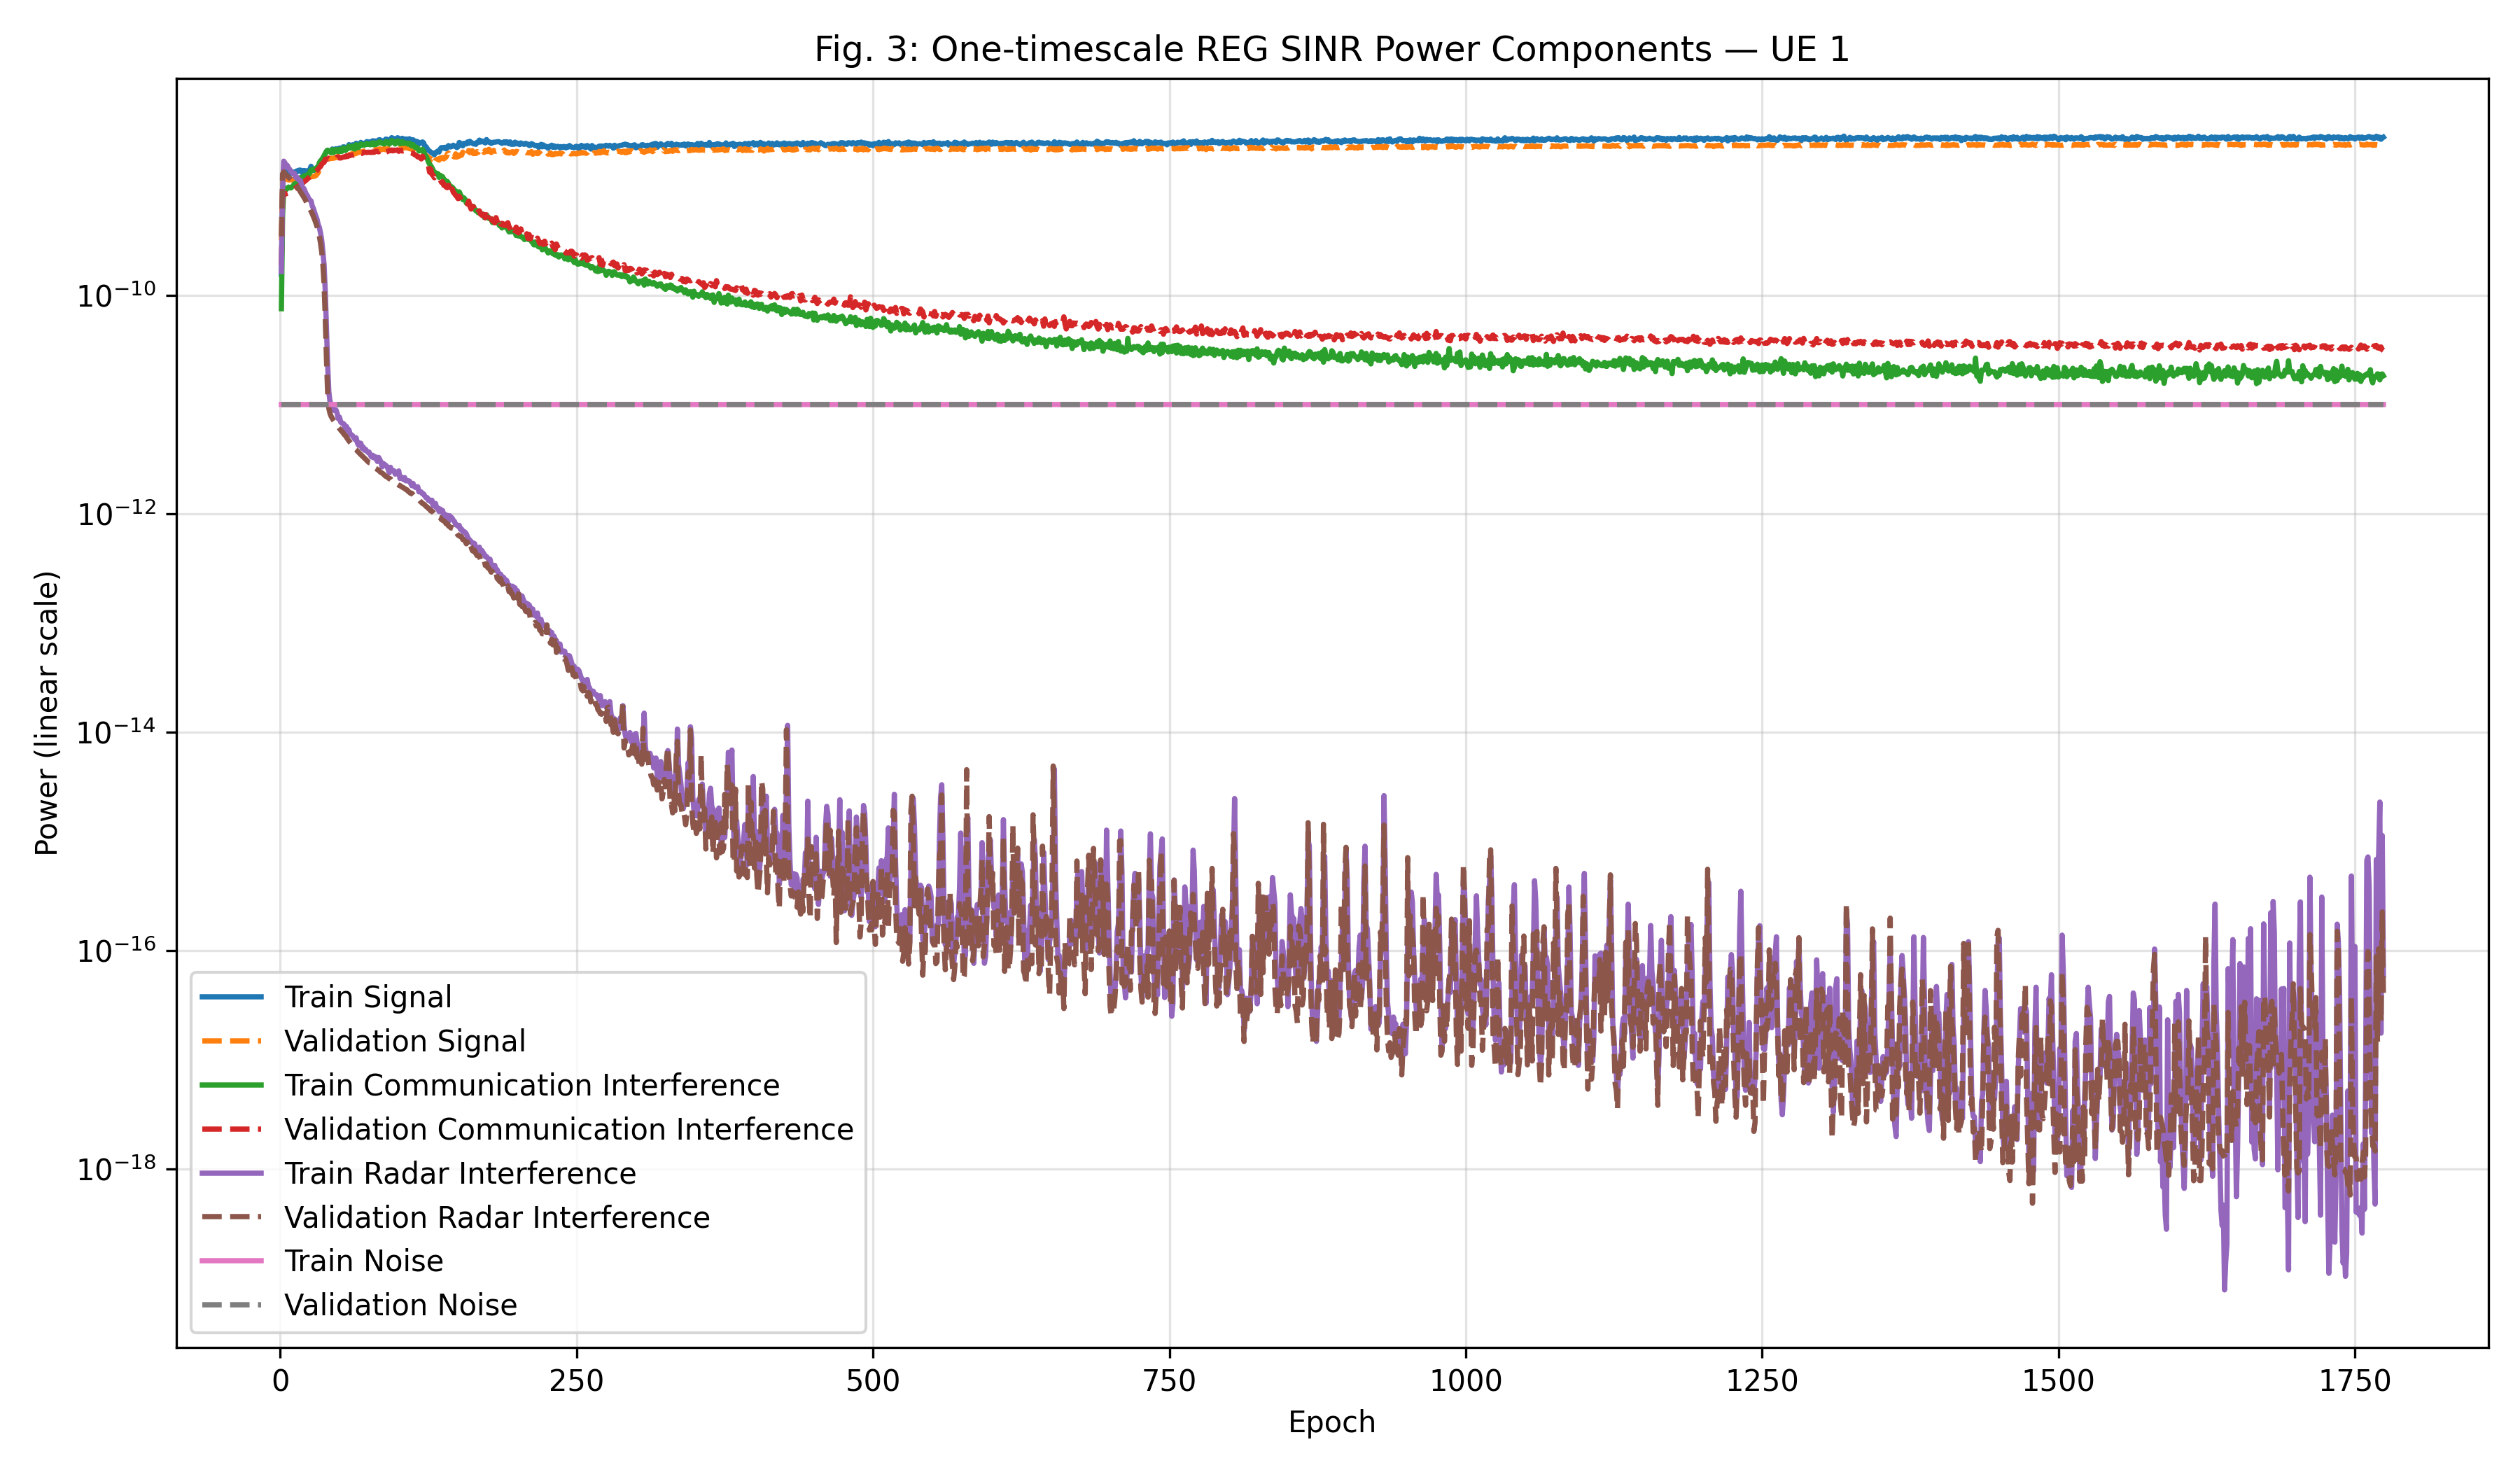 Fig. 3: One-timescale REG SINR Power Components — UE 1
Power (linear scale)
10⁻¹⁰
10⁻¹²
10⁻¹⁴
10⁻¹⁶
10⁻¹⁸
Train Signal
Validation Signal
Train Communication Interference
Validation Communication Interference
Train Radar Interference
Validation Radar Interference
Train Noise
Validation Noise
0 250 500 750 1000 1250 1500 1750
Epoch